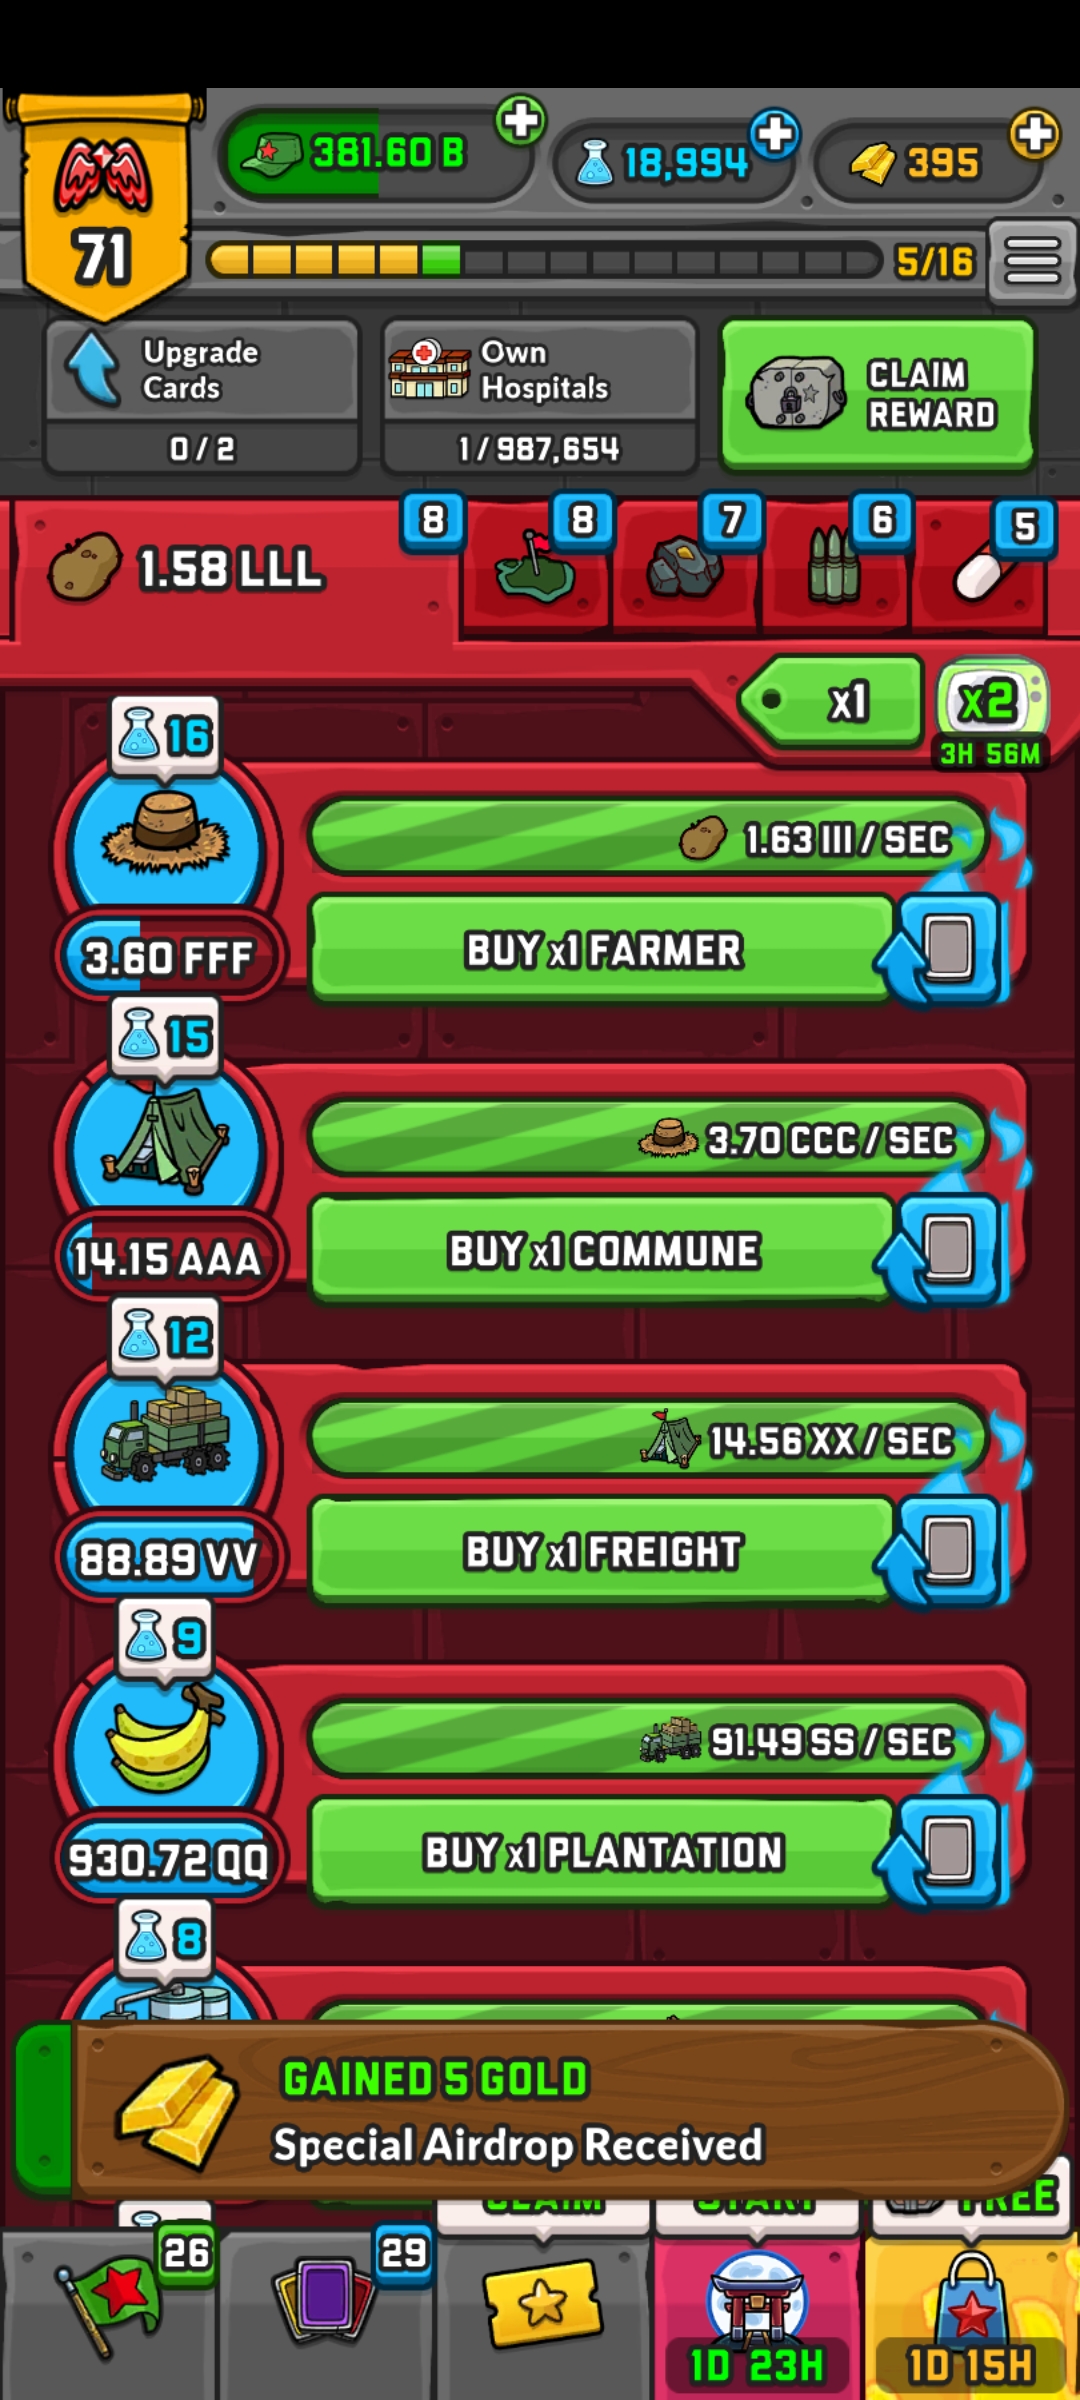 381.60 B
18,994
395
71
5/16
Upgrade
Cards
0 / 2
Own
Hospitals
1 / 987,654
CLAIM
REWARD
1.58 LLL
8
8
7
6
5
x1
x2
3H 56M
16
1.63 III / SEC
BUY x1 FARMER
3.60 FFF
15
3.70 CCC / SEC
BUY x1 COMMUNE
14.15 AAA
12
14.56 XX / SEC
BUY x1 FREIGHT
88.89 VV
9
91.49 SS / SEC
BUY x1 PLANTATION
930.72 QQ
8
GAINED 5 GOLD
Special Airdrop Received
CLAIM
START
FREE
26
29
1D 23H
1D 15H